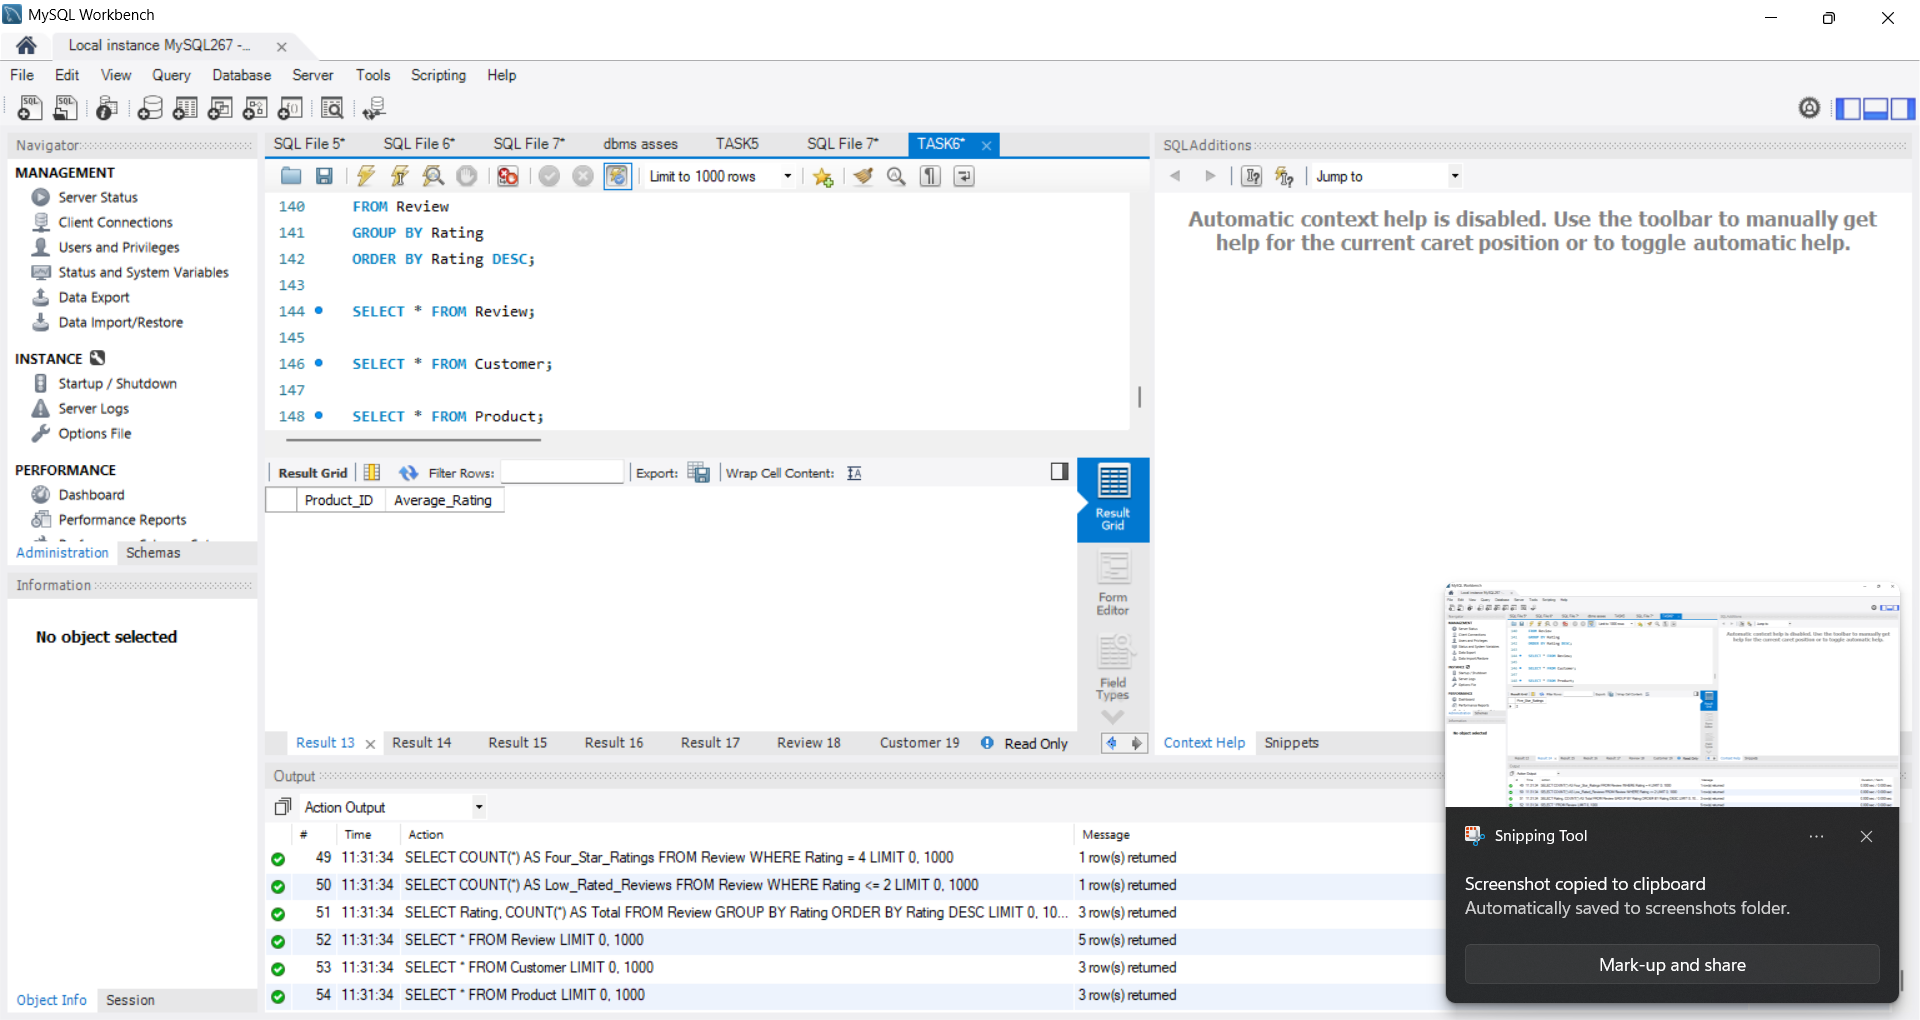 MySQL Workbench
Local instance MySQL267 -...
File Edit View Query Database Server Tools Scripting Help
Navigator
MANAGEMENT
Server Status
Client Connections
Users and Privileges
Status and System Variables
Data Export
Data Import/Restore
INSTANCE
Startup / Shutdown
Server Logs
Options File
PERFORMANCE
Dashboard
Performance Reports
Administration Schemas
Information
No object selected
Object Info Session
SQL File 5* SQL File 6* SQL File 7* dbms asses TASK5 SQL File 7* TASK6*
Limit to 1000 rows
140 FROM Review
141 GROUP BY Rating
142 ORDER BY Rating DESC;
143
144 SELECT * FROM Review;
145
146 SELECT * FROM Customer;
147
148 SELECT * FROM Product;
Result Grid Filter Rows: Export: Wrap Cell Content:
Product_ID Average_Rating
Result Grid
Form Editor
Field Types
Result 13 Result 14 Result 15 Result 16 Result 17 Review 18 Customer 19 Read Only
Output
Action Output
# Time Action Message
49 11:31:34 SELECT COUNT(*) AS Four_Star_Ratings FROM Review WHERE Rating = 4 LIMIT 0, 1000 1 row(s) returned
50 11:31:34 SELECT COUNT(*) AS Low_Rated_Reviews FROM Review WHERE Rating <= 2 LIMIT 0, 1000 1 row(s) returned
51 11:31:34 SELECT Rating, COUNT(*) AS Total FROM Review GROUP BY Rating ORDER BY Rating DESC LIMIT 0, 10... 3 row(s) returned
52 11:31:34 SELECT * FROM Review LIMIT 0, 1000 5 row(s) returned
53 11:31:34 SELECT * FROM Customer LIMIT 0, 1000 3 row(s) returned
54 11:31:34 SELECT * FROM Product LIMIT 0, 1000 3 row(s) returned
SQLAdditions
Jump to
Automatic context help is disabled. Use the toolbar to manually get
help for the current caret position or to toggle automatic help.
Context Help Snippets
Snipping Tool
Screenshot copied to clipboard
Automatically saved to screenshots folder.
Mark-up and share